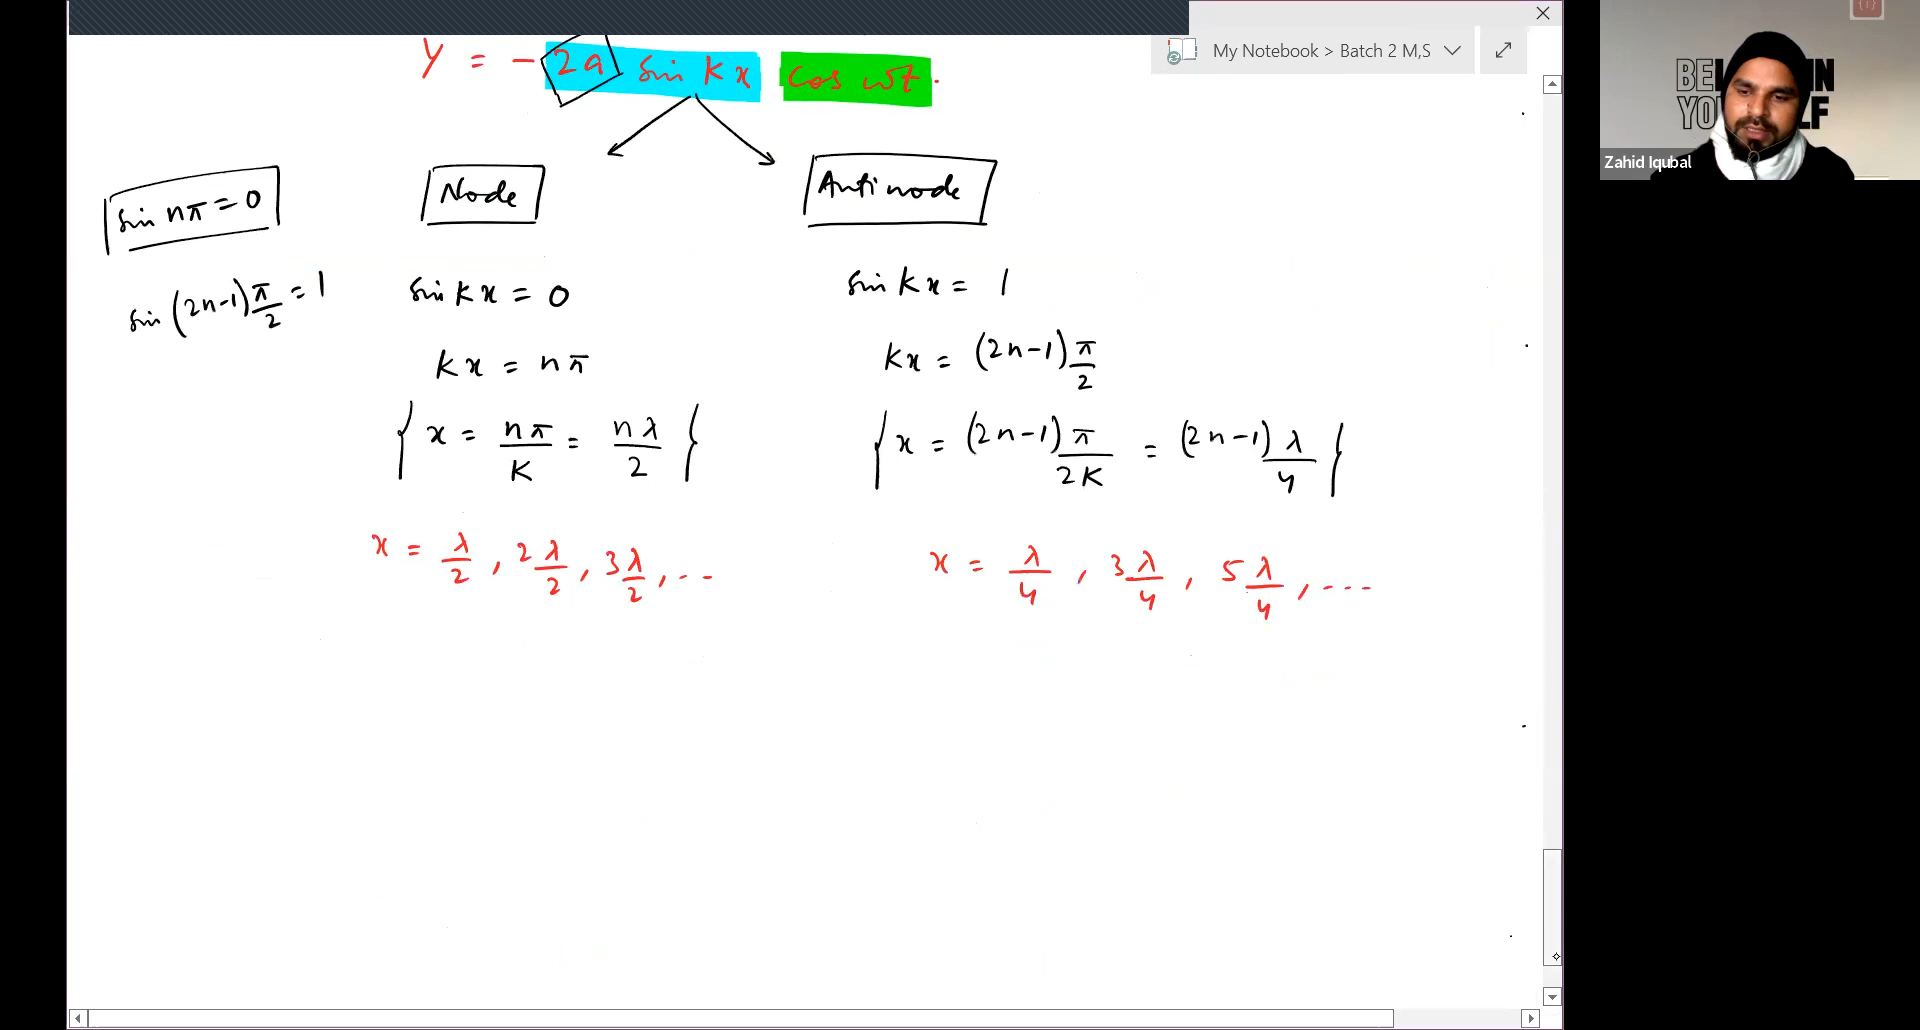 y = - 2a sin kx cos ωt.
My Notebook > Batch 2 M,S
Zahid Iqubal
sin nπ = 0
Node
Antinode
sin (2n-1) π/2 = 1
sin kx = 0
sin kx = 1
kx = nπ
kx = (2n-1) π/2
{ x = nπ/K = nλ/2 }
{ x = (2n-1) π/2K = (2n-1) λ/4 }
x = λ/2 , 2λ/2 , 3λ/2 , ...
x = λ/4 , 3λ/4 , 5λ/4 , ...